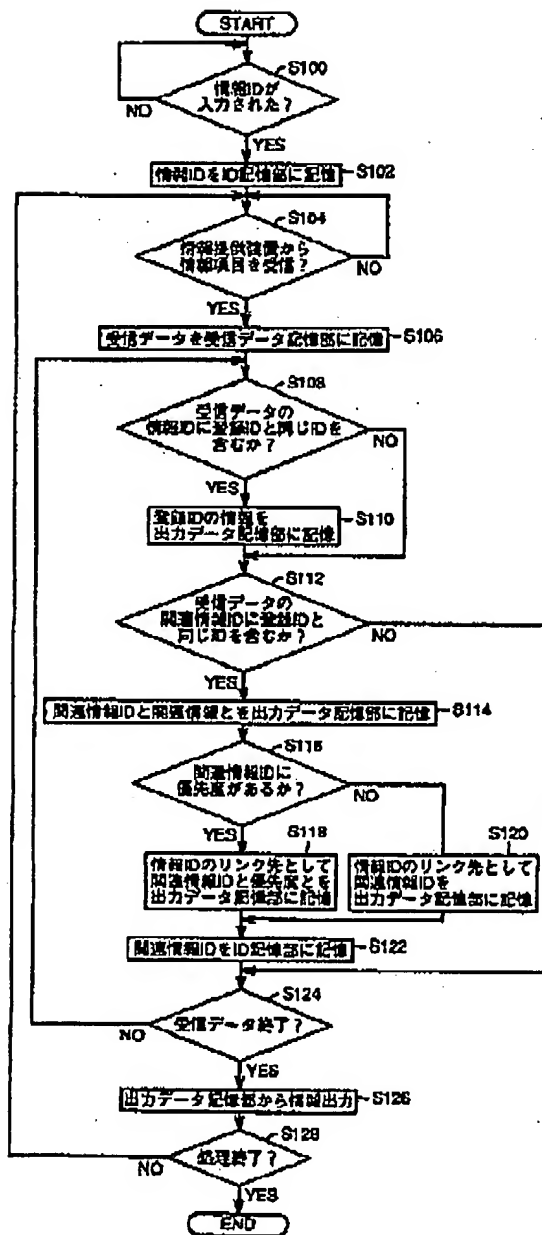 START
S100
情報IDが
入力された?
NO
YES
情報IDをID記憶部に記憶
S102
S104
情報提供装置から
情報項目を受信?
NO
YES
受信データを受信データ記憶部に記憶
S106
S108
受信データの
情報IDに登録IDと同じIDを
含むか?
NO
YES
登録IDの情報を
出力データ記憶部に記憶
S110
S112
受信データの
関連情報IDに登録IDと
同じIDを含むか?
NO
YES
関連情報IDと関連情報とを出力データ記憶部に記憶
S114
S116
関連情報IDに
優先度があるか?
NO
YES
S118
情報IDのリンク先として
関連情報IDと優先度とを
出力データ記憶部に記憶
S120
情報IDのリンク先として
関連情報IDを
出力データ記憶部に記憶
関連情報IDをID記憶部に記憶
S122
S124
受信データ終了?
NO
YES
出力データ記憶部から情報出力
S126
S128
処理終了?
NO
YES
END